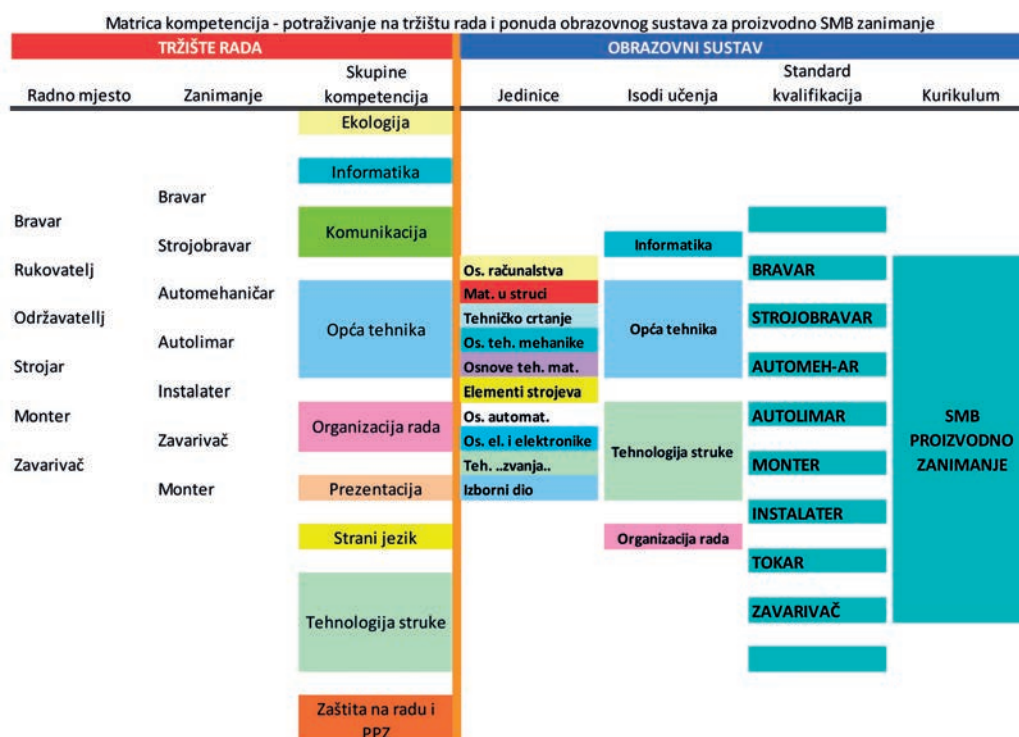 Matrica kompetencija - potraživanje na tržištu rada i ponuda obrazovnog sustava za proizvodno SMB zanimanje
TRŽIŠTE RADA
OBRAZOVNI SUSTAV
Radno mjesto
Zanimanje
Skupine
kompetencija
Jedinice
Isodi učenja
Standard
kvalifikacija
Kurikulum
Bravar
Rukovatelj
Održavatellj
Strojar
Monter
Zavarivač
Bravar
Strojobravar
Automehaničar
Autolimar
Instalater
Zavarivač
Monter
Ekologija
Informatika
Komunikacija
Opća tehnika
Organizacija rada
Prezentacija
Strani jezik
Tehnologija struke
Zaštita na radu i
PPZ
Os. računalstva
Mat. u struci
Tehničko crtanje
Os. teh. mehanike
Osnove teh. mat.
Elementi strojeva
Os. automat.
Os. el. i elektronike
Teh. ..zvanja..
Izborni dio
Informatika
Opća tehnika
Tehnologija struke
Organizacija rada
BRAVAR
STROJOBRAVAR
AUTOMEH-AR
AUTOLIMAR
MONTER
INSTALATER
TOKAR
ZAVARIVAČ
SMB
PROIZVODNO
ZANIMANJE